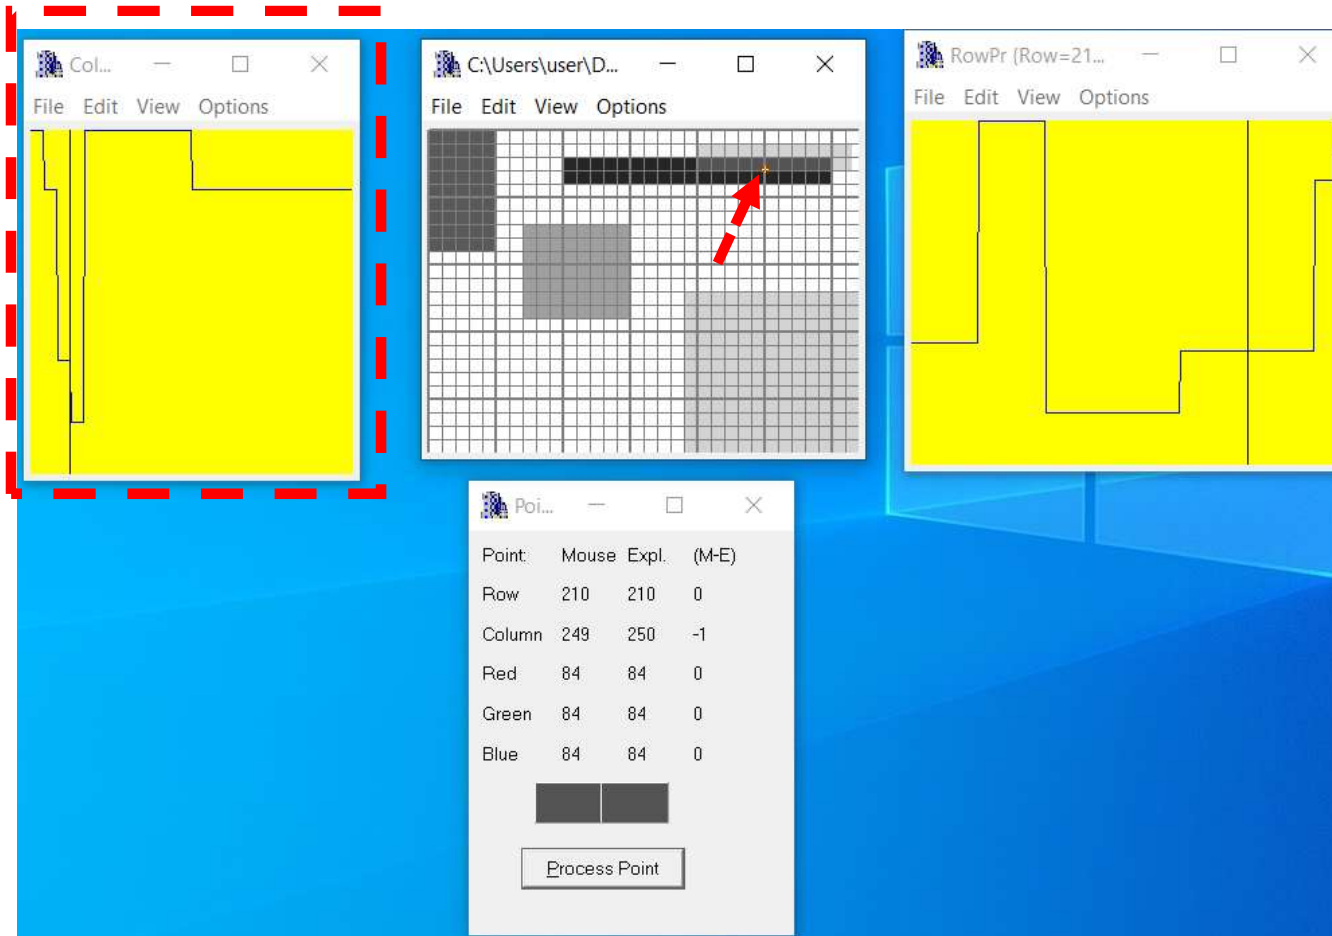 Col...
File Edit View Options
C:\Users\user\D...
File Edit View Options
RowPr (Row=21...
File Edit View Options
Poi...
Point: Mouse Expl. (M-E)
Row 210 210 0
Column 249 250 -1
Red 84 84 0
Green 84 84 0
Blue 84 84 0
Process Point